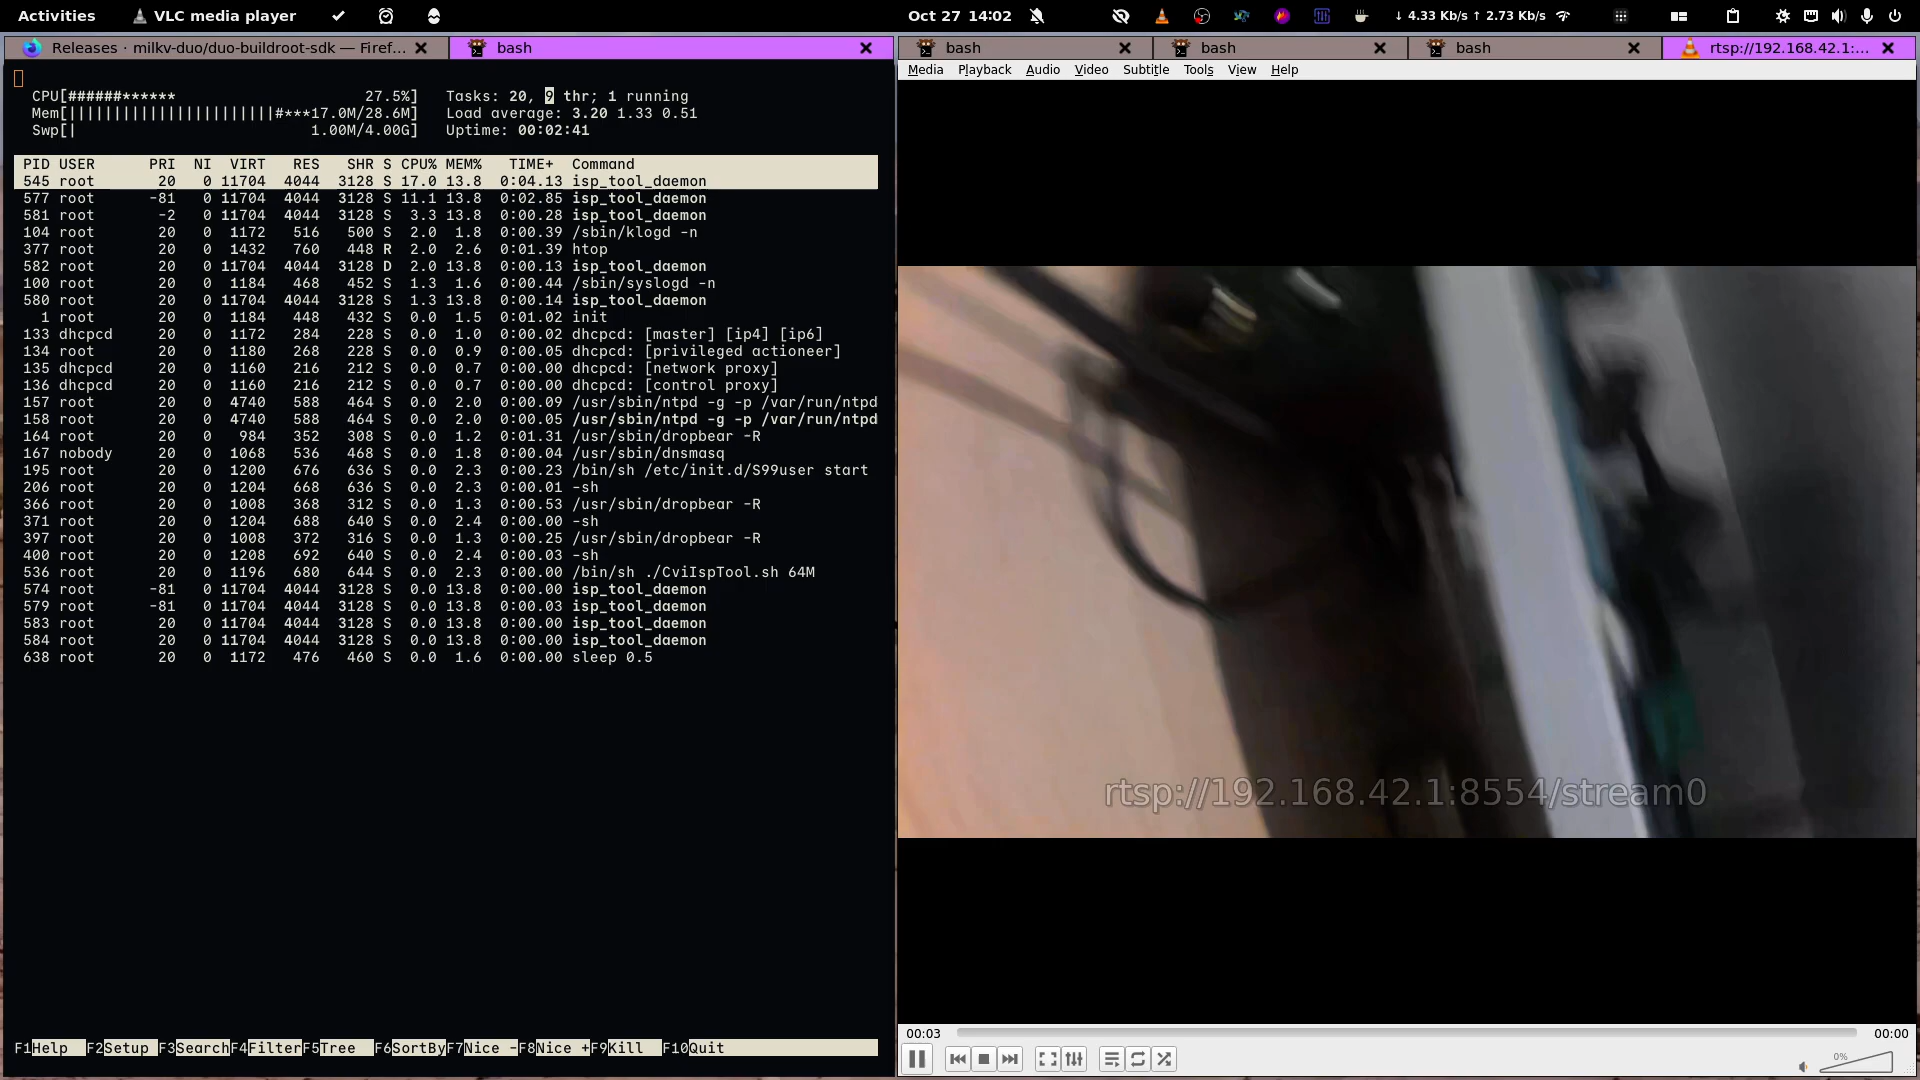 Activities VLC media player Oct 27 14:02 ↓ 4.33 Kb/s ↑ 2.73 Kb/s
Releases · milkv-duo/duo-buildroot-sdk — Firef… bash
CPU[######****** 27.5%] Tasks: 20, 9 thr; 1 running
Mem[|||||||||||||||||||||||#***17.0M/28.6M] Load average: 3.20 1.33 0.51
Swp[| 1.00M/4.00G] Uptime: 00:02:41
PID USER PRI NI VIRT RES SHR S CPU% MEM% TIME+ Command
545 root 20 0 11704 4044 3128 S 17.0 13.8 0:04.13 isp_tool_daemon
577 root -81 0 11704 4044 3128 S 11.1 13.8 0:02.85 isp_tool_daemon
581 root -2 0 11704 4044 3128 S 3.3 13.8 0:00.28 isp_tool_daemon
104 root 20 0 1172 516 500 S 2.0 1.8 0:00.39 /sbin/klogd -n
377 root 20 0 1432 760 448 R 2.0 2.6 0:01.39 htop
582 root 20 0 11704 4044 3128 D 2.0 13.8 0:00.13 isp_tool_daemon
100 root 20 0 1184 468 452 S 1.3 1.6 0:00.44 /sbin/syslogd -n
580 root 20 0 11704 4044 3128 S 1.3 13.8 0:00.14 isp_tool_daemon
1 root 20 0 1184 448 432 S 0.0 1.5 0:01.02 init
133 dhcpcd 20 0 1172 284 228 S 0.0 1.0 0:00.02 dhcpcd: [master] [ip4] [ip6]
134 root 20 0 1180 268 228 S 0.0 0.9 0:00.05 dhcpcd: [privileged actioneer]
135 dhcpcd 20 0 1160 216 212 S 0.0 0.7 0:00.00 dhcpcd: [network proxy]
136 dhcpcd 20 0 1160 216 212 S 0.0 0.7 0:00.00 dhcpcd: [control proxy]
157 root 20 0 4740 588 464 S 0.0 2.0 0:00.09 /usr/sbin/ntpd -g -p /var/run/ntpd
158 root 20 0 4740 588 464 S 0.0 2.0 0:00.05 /usr/sbin/ntpd -g -p /var/run/ntpd
164 root 20 0 984 352 308 S 0.0 1.2 0:01.31 /usr/sbin/dropbear -R
167 nobody 20 0 1068 536 468 S 0.0 1.8 0:00.04 /usr/sbin/dnsmasq
195 root 20 0 1200 676 636 S 0.0 2.3 0:00.23 /bin/sh /etc/init.d/S99user start
206 root 20 0 1204 668 636 S 0.0 2.3 0:00.01 -sh
366 root 20 0 1008 368 312 S 0.0 1.3 0:00.53 /usr/sbin/dropbear -R
371 root 20 0 1204 688 640 S 0.0 2.4 0:00.00 -sh
397 root 20 0 1008 372 316 S 0.0 1.3 0:00.25 /usr/sbin/dropbear -R
400 root 20 0 1208 692 640 S 0.0 2.4 0:00.03 -sh
536 root 20 0 1196 680 644 S 0.0 2.3 0:00.00 /bin/sh ./CviIspTool.sh 64M
574 root -81 0 11704 4044 3128 S 0.0 13.8 0:00.00 isp_tool_daemon
579 root -81 0 11704 4044 3128 S 0.0 13.8 0:00.03 isp_tool_daemon
583 root 20 0 11704 4044 3128 S 0.0 13.8 0:00.00 isp_tool_daemon
584 root 20 0 11704 4044 3128 S 0.0 13.8 0:00.00 isp_tool_daemon
638 root 20 0 1172 476 460 S 0.0 1.6 0:00.00 sleep 0.5
F1Help F2Setup F3SearchF4FilterF5Tree F6SortByF7Nice -F8Nice +F9Kill F10Quit
bash bash bash rtsp://192.168.42.1:…
Media Playback Audio Video Subtitle Tools View Help
rtsp://192.168.42.1:8554/stream0
00:03 00:00
0%